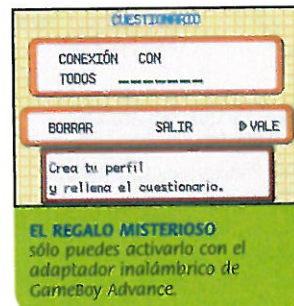 CUESTIONARIO
CONEXIÓN CON
TODOS
BORRAR SALIR VALE
Crea tu perfil
y rellena el cuestionario.
EL REGALO MISTERIOSO
sólo puedes activarlo con el
adaptador inalámbrico de
GameBoy Advance.